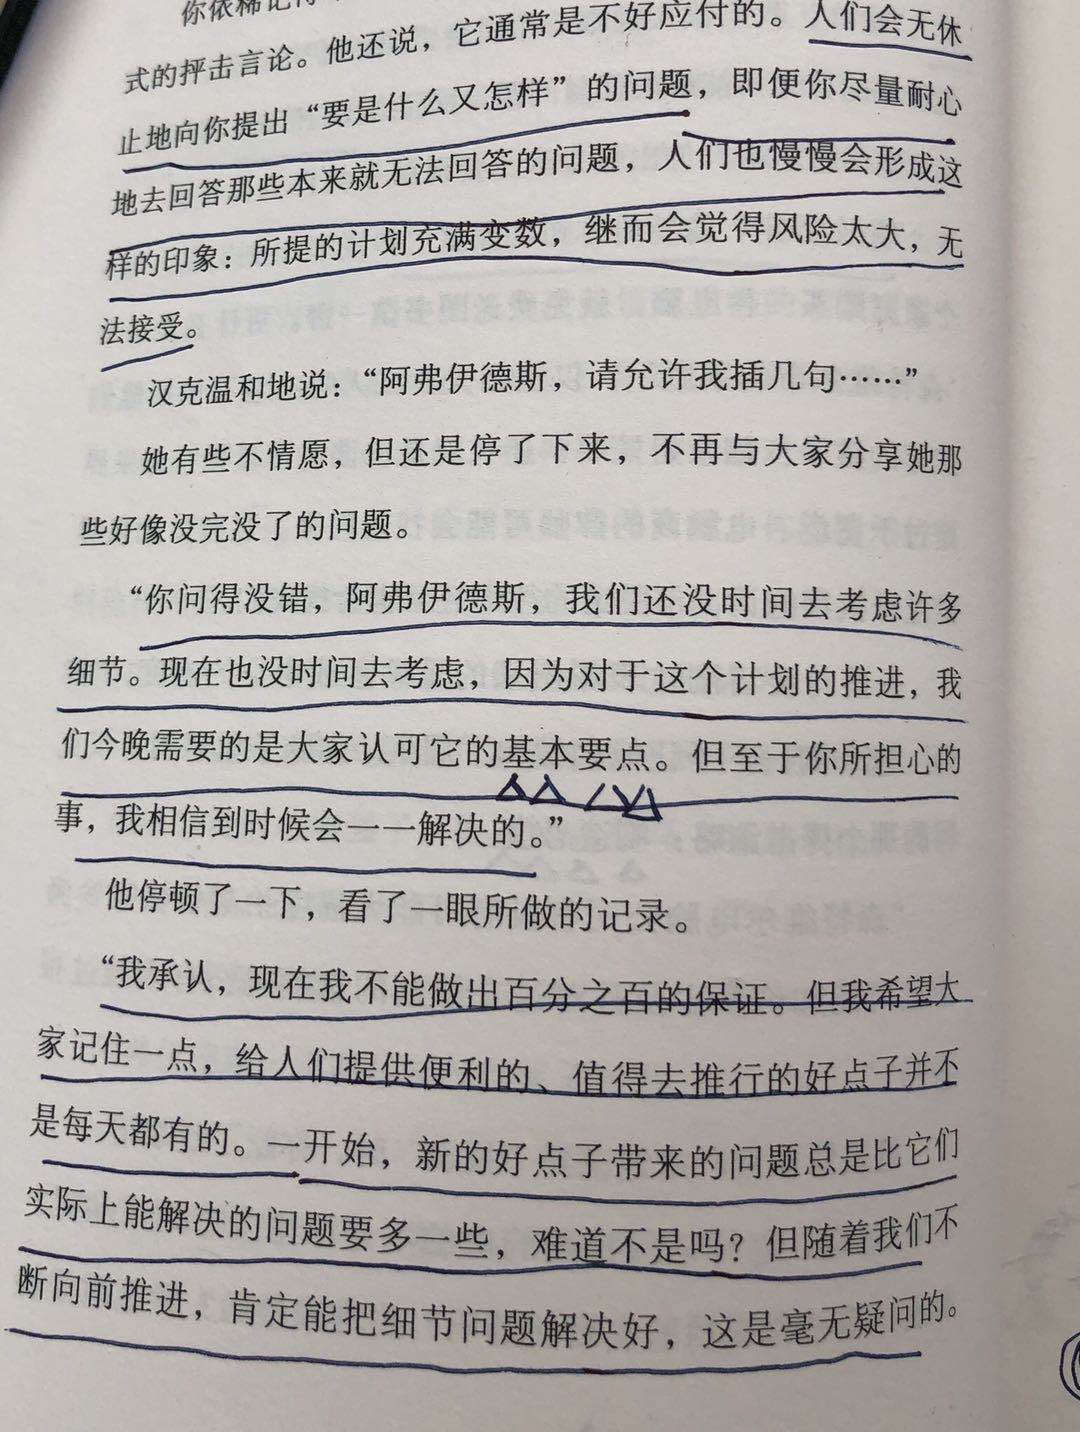 你依稀记得
式的抨击言论。他还说，它通常是不好应付的。人们会无休
止地向你提出“要是什么又怎样”的问题，即便你尽量耐心
地去回答那些本来就无法回答的问题，人们也慢慢会形成这
样的印象：所提的计划充满变数，继而会觉得风险太大，无
法接受。
汉克温和地说：“阿弗伊德斯，请允许我插几句……”
她有些不情愿，但还是停了下来，不再与大家分享她那
些好像没完没了的问题。
“你问得没错，阿弗伊德斯，我们还没时间去考虑许多
细节。现在也没时间去考虑，因为对于这个计划的推进，我
们今晚需要的是大家认可它的基本要点。但至于你所担心的
事，我相信到时候会一一解决的。”
他停顿了一下，看了一眼所做的记录。
“我承认，现在我不能做出百分之百的保证。但我希望大
家记住一点，给人们提供便利的、值得去推行的好点子并不
是每天都有的。一开始，新的好点子带来的问题总是比它们
实际上能解决的问题要多一些，难道不是吗？但随着我们不
断向前推进，肯定能把细节问题解决好，这是毫无疑问的。